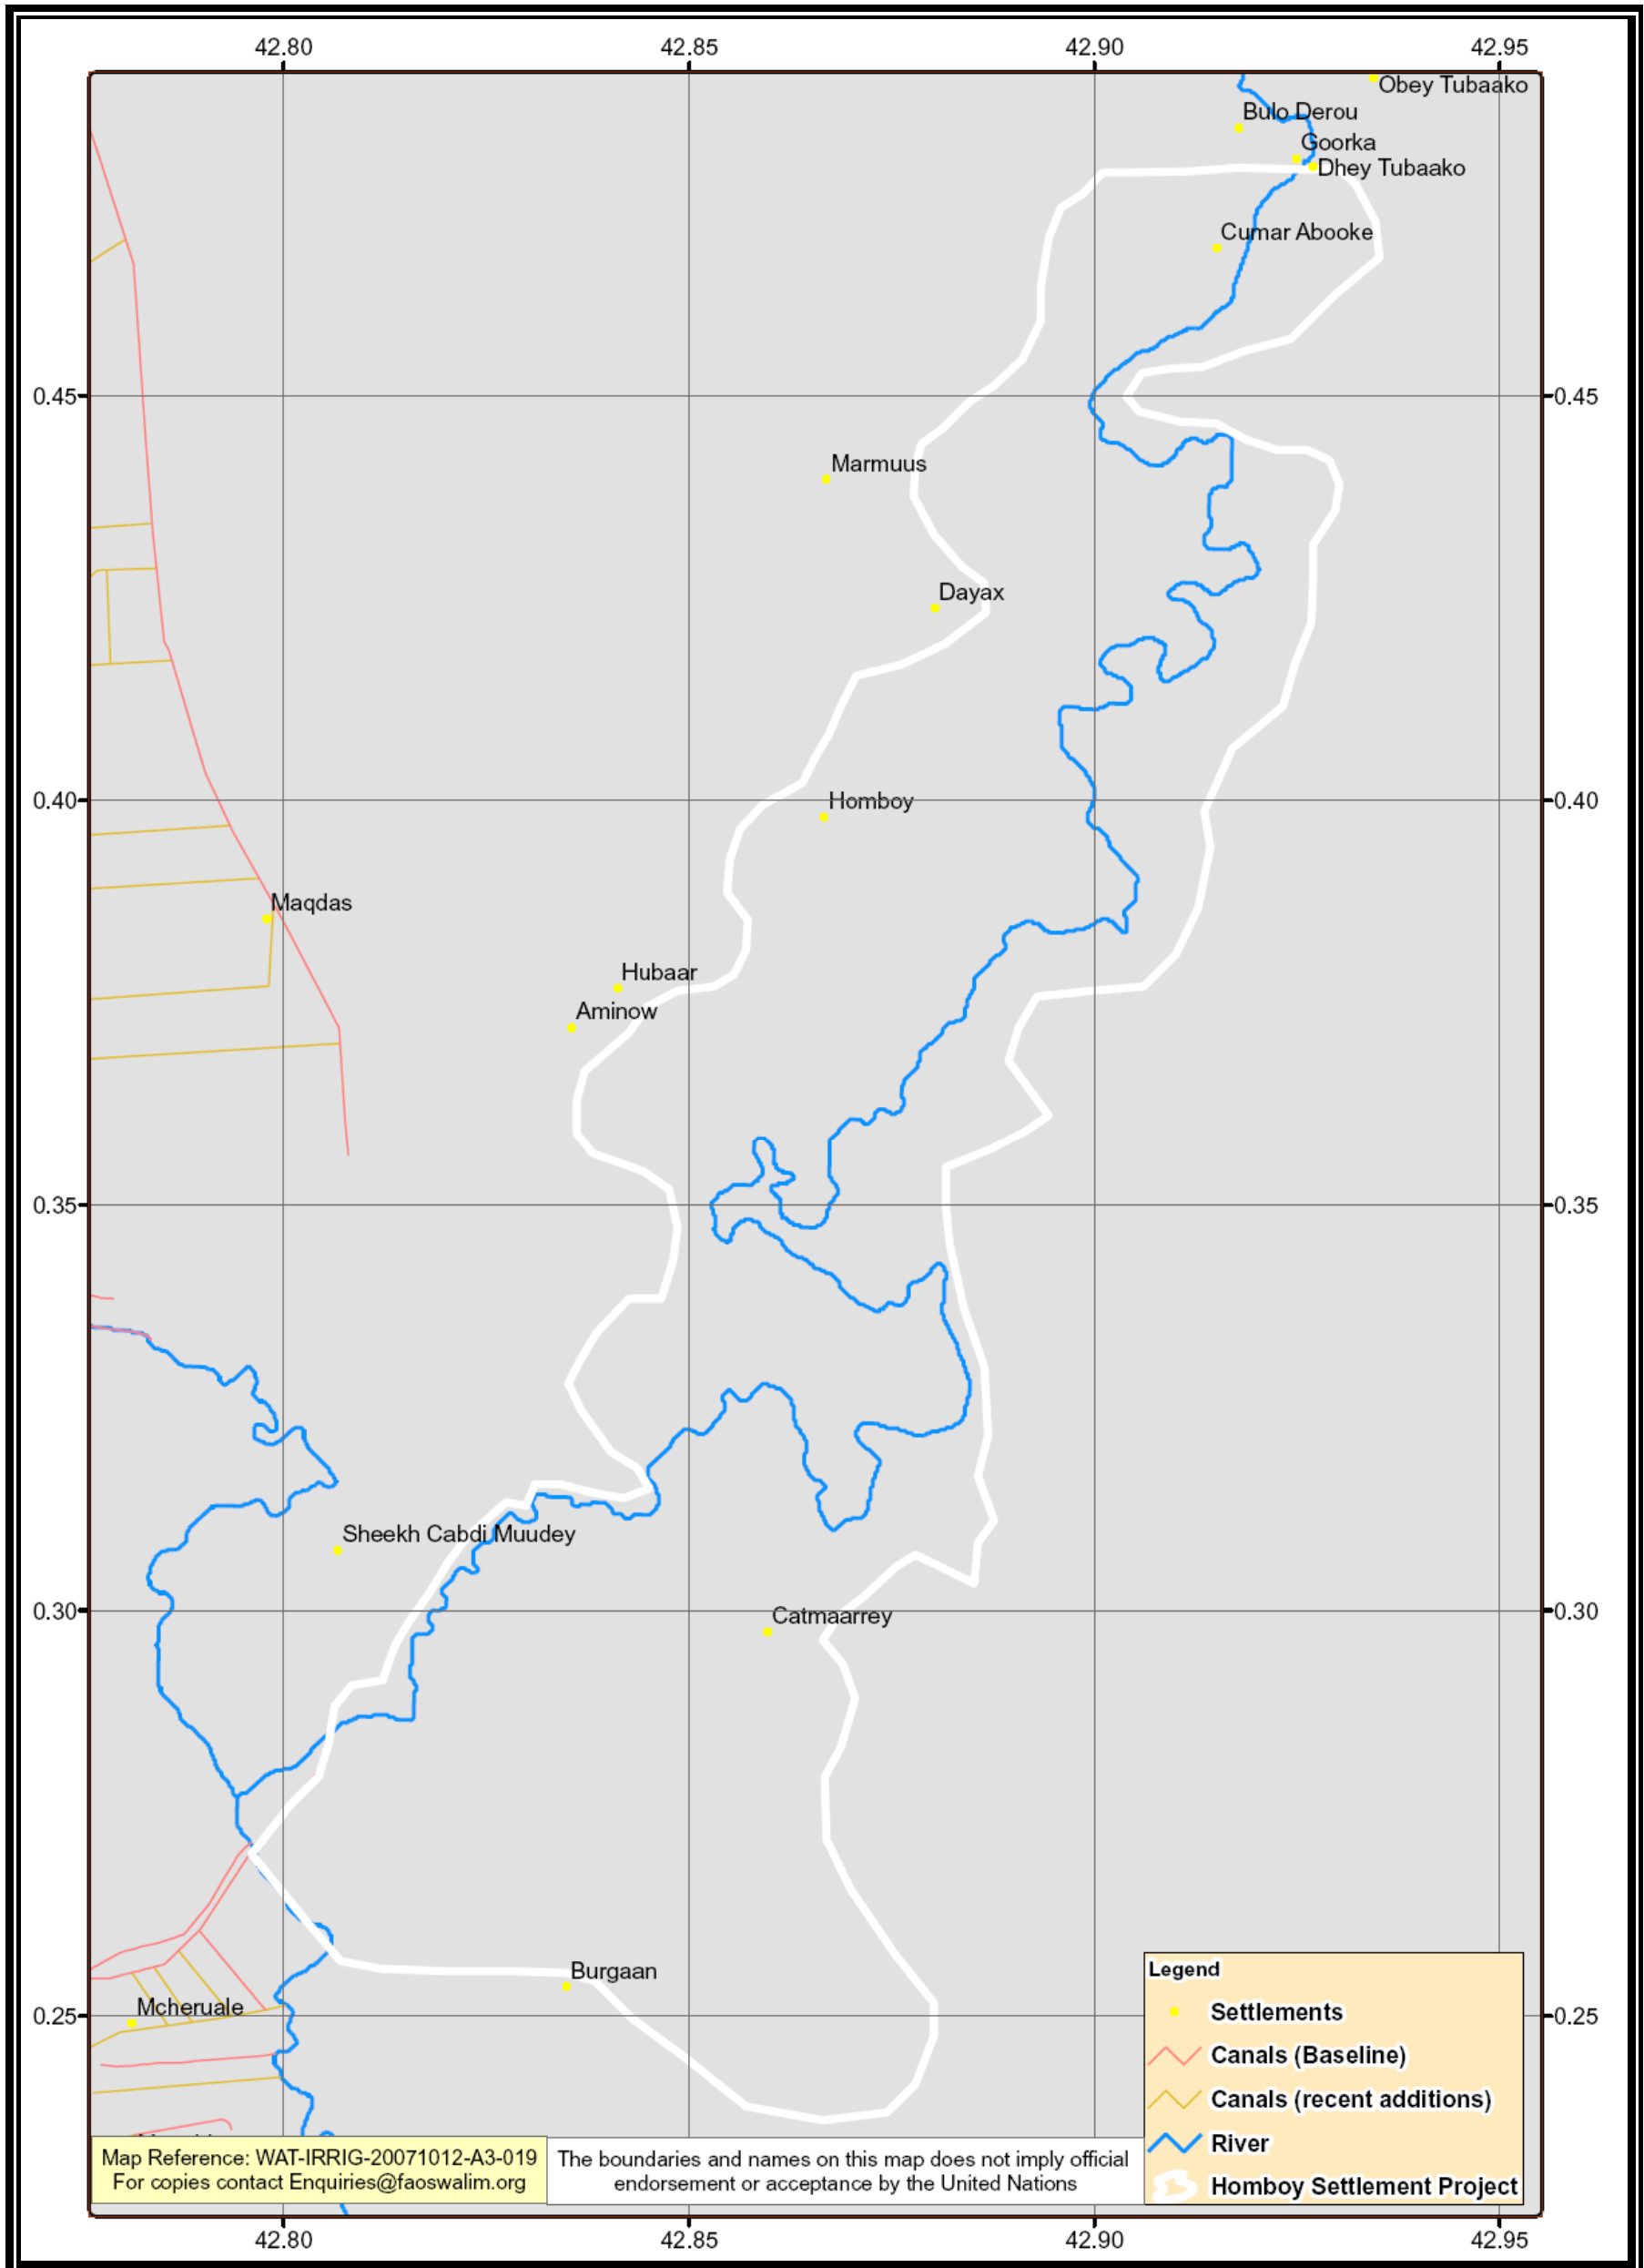 42.80 42.85 42.90 42.95
Obey Tubaako
Bulo Derou
Goorka
Dhey Tubaako
Cumar Abooke
0.45 0.45
Marmuus
Dayax
0.40 0.40
Homboy
Maqdas
Hubaar
Aminow
0.35 0.35
Sheekh Cabdi Muudey
0.30 0.30
Catmaarrey
Burgaan
Mcheruale
0.25 0.25
Legend
Settlements
Canals (Baseline)
Canals (recent additions)
River
Homboy Settlement Project
Map Reference: WAT-IRRIG-20071012-A3-019
For copies contact Enquiries@faoswalim.org
The boundaries and names on this map does not imply official
endorsement or acceptance by the United Nations
42.80 42.85 42.90 42.95